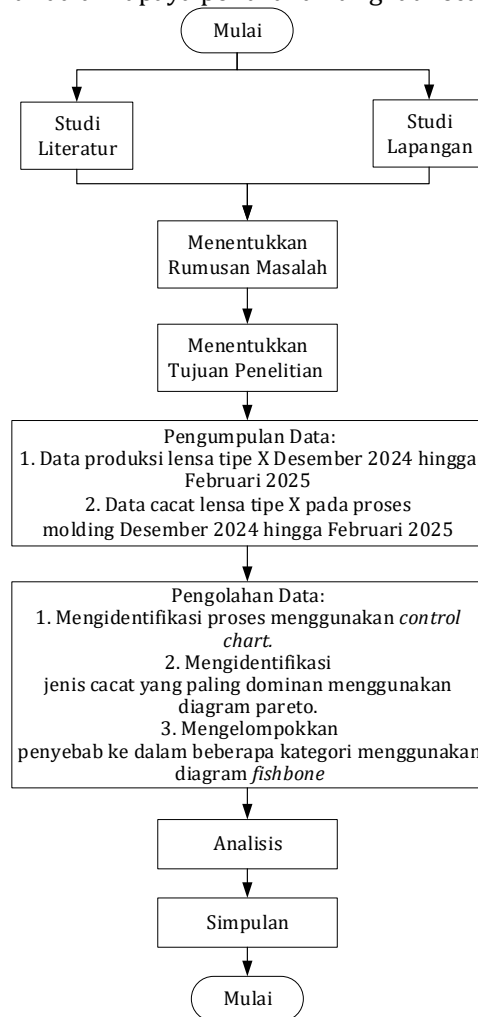 Mulai
Studi
Literatur
Studi
Lapangan
Menentukkan
Rumusan Masalah
Menentukkan
Tujuan Penelitian
Pengumpulan Data:
1. Data produksi lensa tipe X Desember 2024 hingga
Februari 2025
2. Data cacat lensa tipe X pada proses
molding Desember 2024 hingga Februari 2025
Pengolahan Data:
1. Mengidentifikasi proses menggunakan control
chart.
2. Mengidentifikasi
jenis cacat yang paling dominan menggunakan
diagram pareto.
3. Mengelompokkan
penyebab ke dalam beberapa kategori menggunakan
diagram fishbone
Analisis
Simpulan
Mulai